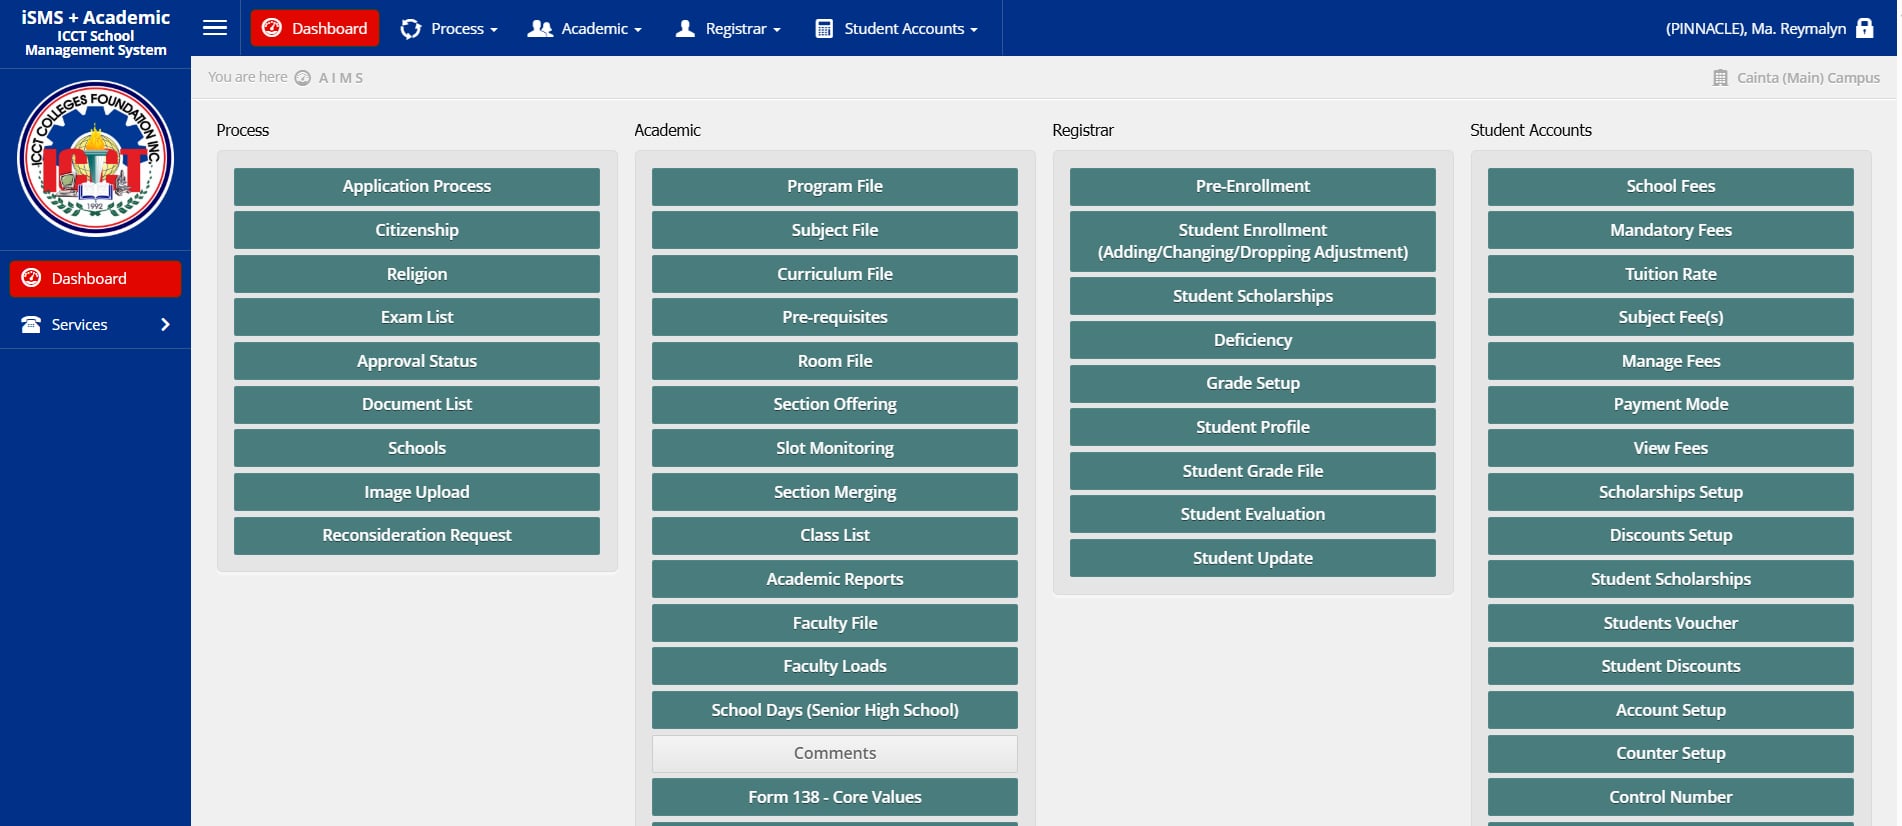 iSMS + Academic
ICCT School
Management System
Dashboard
Process
Academic
Registrar
Student Accounts
(PINNACLE), Ma. Reymalyn
ICCT COLLEGES FOUNDATION INC.
ICCT
1992
Dashboard
Services
You are here
A I M S
Cainta (Main) Campus
Process
Application Process
Citizenship
Religion
Exam List
Approval Status
Document List
Schools
Image Upload
Reconsideration Request
Academic
Program File
Subject File
Curriculum File
Pre-requisites
Room File
Section Offering
Slot Monitoring
Section Merging
Class List
Academic Reports
Faculty File
Faculty Loads
School Days (Senior High School)
Comments
Form 138 - Core Values
Registrar
Pre-Enrollment
Student Enrollment
(Adding/Changing/Dropping Adjustment)
Student Scholarships
Deficiency
Grade Setup
Student Profile
Student Grade File
Student Evaluation
Student Update
Student Accounts
School Fees
Mandatory Fees
Tuition Rate
Subject Fee(s)
Manage Fees
Payment Mode
View Fees
Scholarships Setup
Discounts Setup
Student Scholarships
Students Voucher
Student Discounts
Account Setup
Counter Setup
Control Number